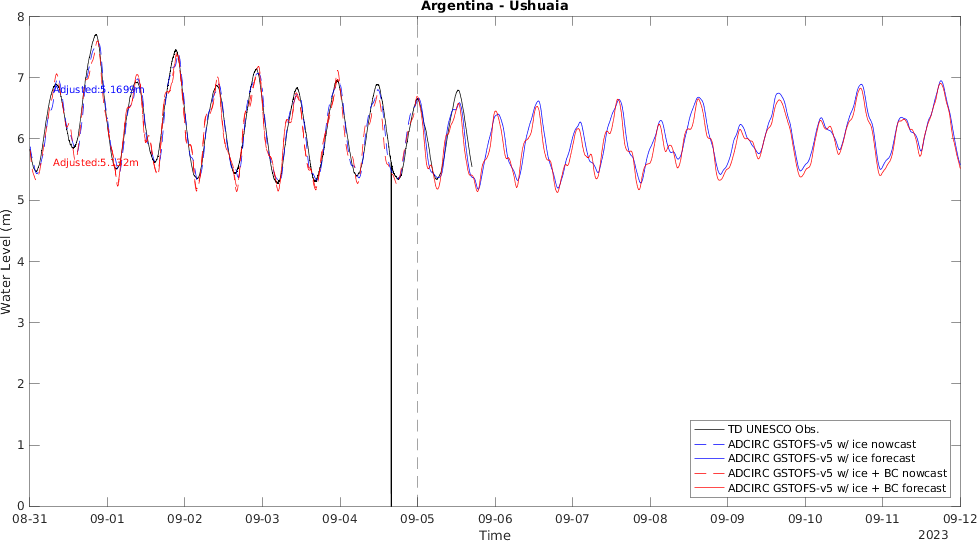 Argentina - Ushuaia
8
7
6
5
4
3
2
1
0
Water Level (m)
Adjusted:5.1699m
Adjusted:5.132m
TD UNESCO Obs.
ADCIRC GSTOFS-v5 w/ ice nowcast
ADCIRC GSTOFS-v5 w/ ice forecast
ADCIRC GSTOFS-v5 w/ ice + BC nowcast
ADCIRC GSTOFS-v5 w/ ice + BC forecast
08-31 09-01 09-02 09-03 09-04 09-05 09-06 09-07 09-08 09-09 09-10 09-11 09-12
Time
2023